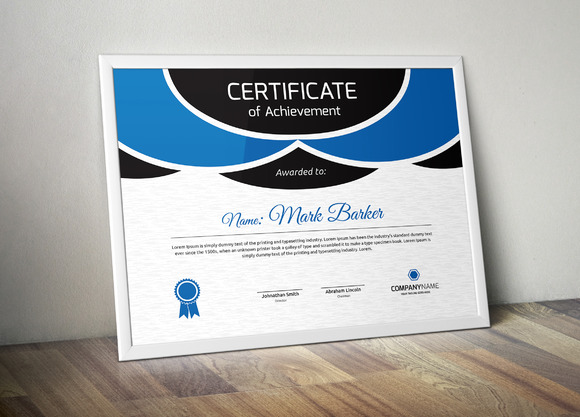 CERTIFICATE
of Achievement
Awarded to:
Name: Mark Barker
Lorem Ipsum is simply dummy text of the printing and typesetting industry. Lorem Ipsum has been the industry's standard dummy
ever since the 1500s, when an unknown printer took a galley of type and scrambled it to make a type specimen book. Lorem Ipsum is
simply dummy text of the printing and typesetting industry. Lorem.
Johnathan Smith
Director
Abraham Lincoln
Chairman
COMPANYNAME